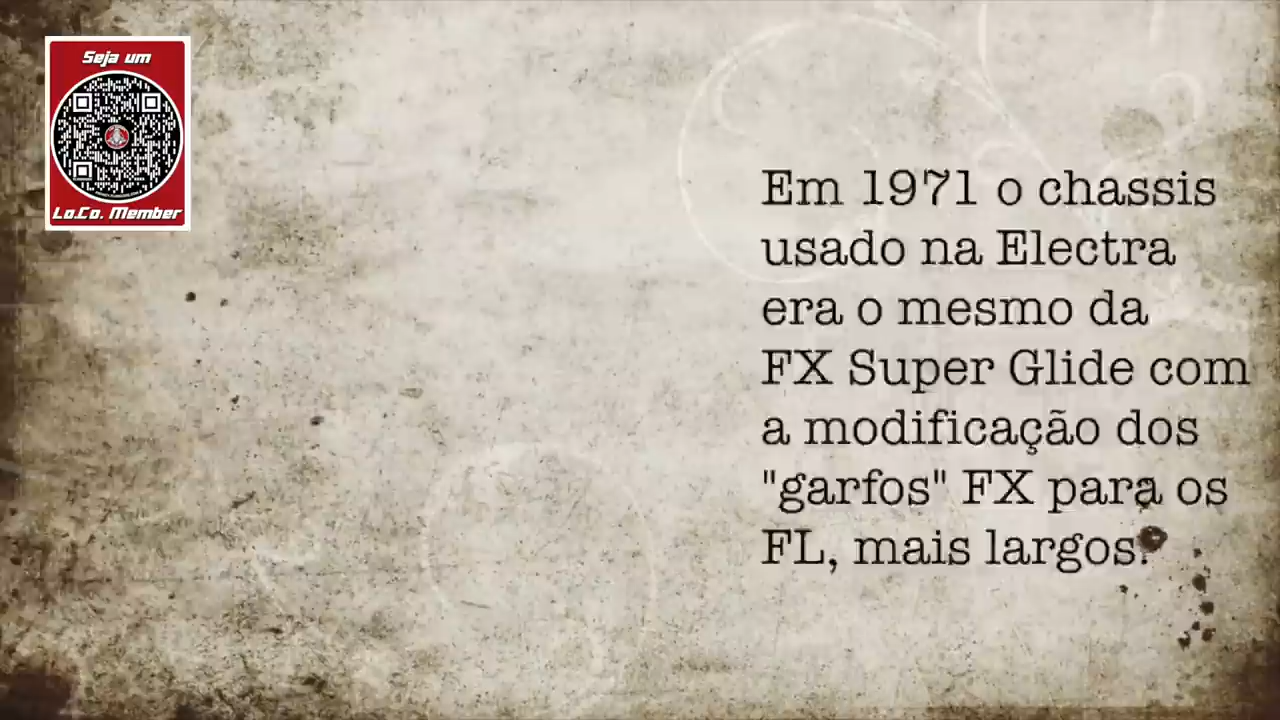 Seja um
Lo.Co. Member
Em 1971 o chassis
usado na Electra
era o mesmo da
FX Super Glide com
a modificação dos
"garfos" FX para os
FL, mais largos.